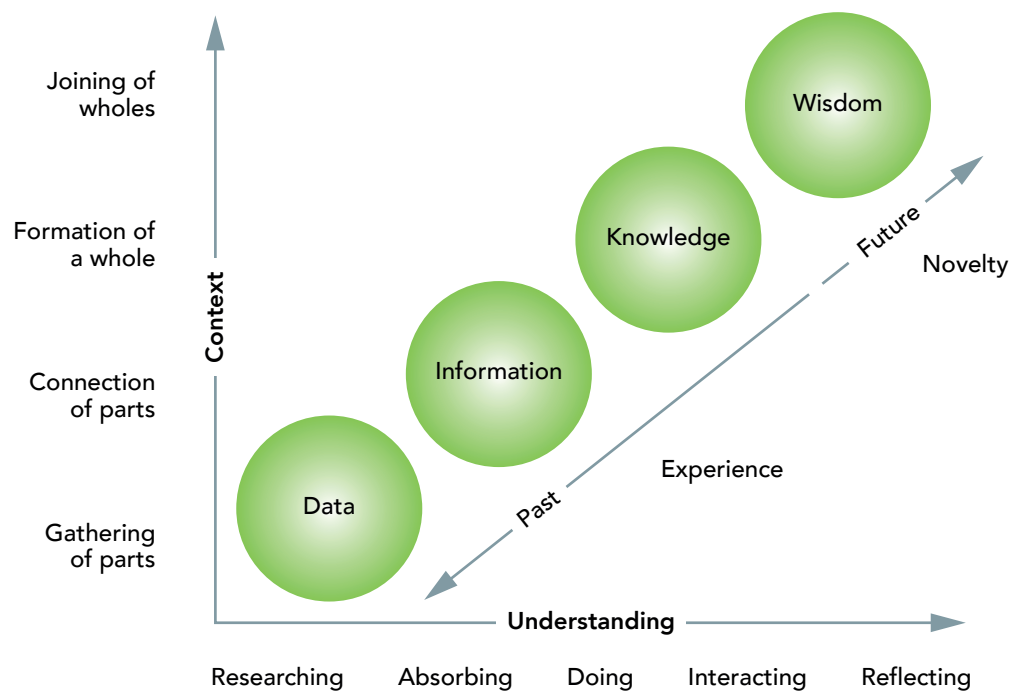 Joining of
wholes
Wisdom
Formation of
a whole
Knowledge
Future
Novelty
Context
Connection
of parts
Information
Experience
Past
Gathering
of parts
Data
Understanding
Researching
Absorbing
Doing
Interacting
Reflecting